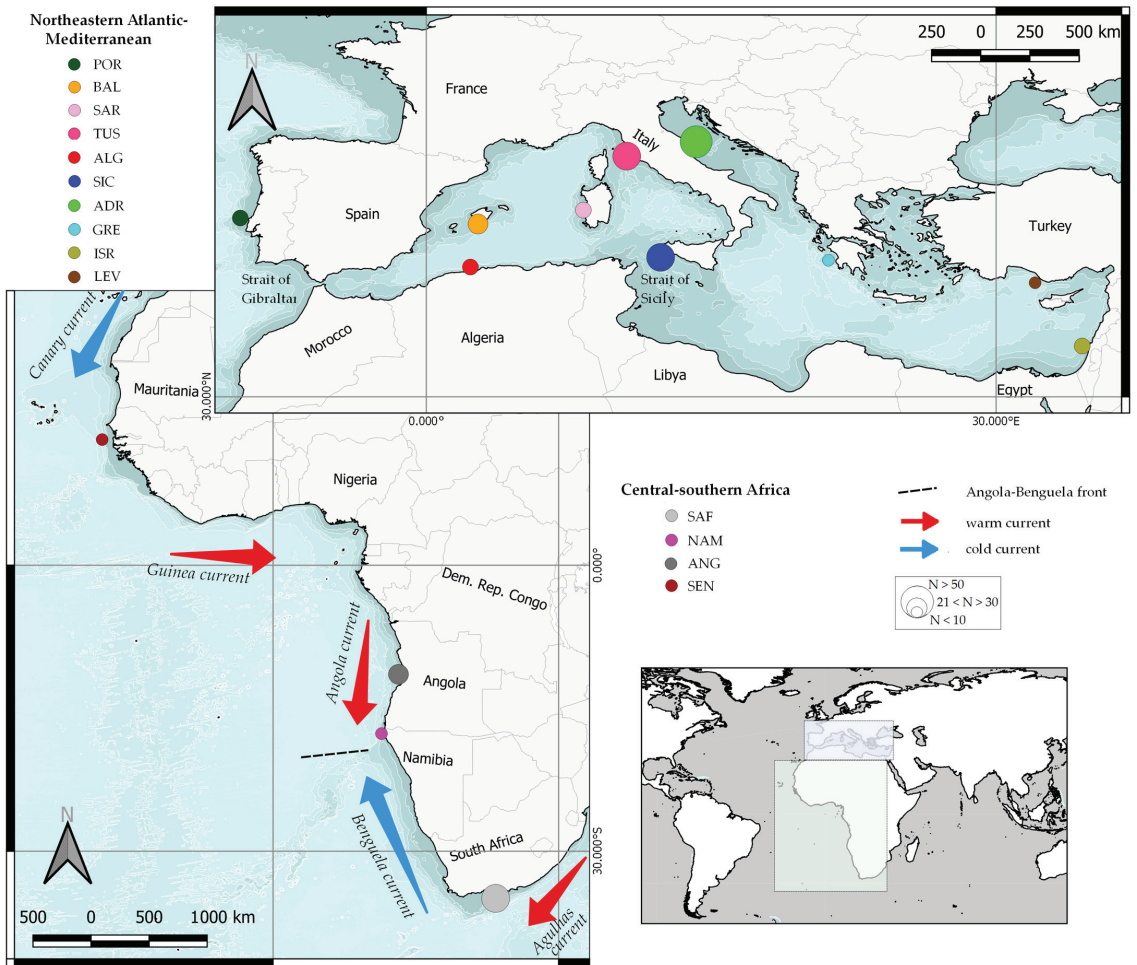 Northeastern Atlantic-
Mediterranean
POR
BAL
SAR
TUS
ALG
SIC
ADR
GRE
ISR
LEV
N
250 0 250 500 km
France
Italy
Spain
Turkey
Strait of
Gibraltar
Strait of
Sicily
Morocco
Algeria
Libya
Egypt
30.000°N
0.000°
30.000°E
Canary current
Mauritania
Nigeria
Guinea current
0.000°
Dem. Rep. Congo
Angola current
Angola
Namibia
Benguela current
South Africa
30.000°S
Agulhas
current
N
500 0 500 1000 km
Central-southern Africa
SAF
NAM
ANG
SEN
Angola-Benguela front
warm current
cold current
N > 50
21 < N > 30
N < 10